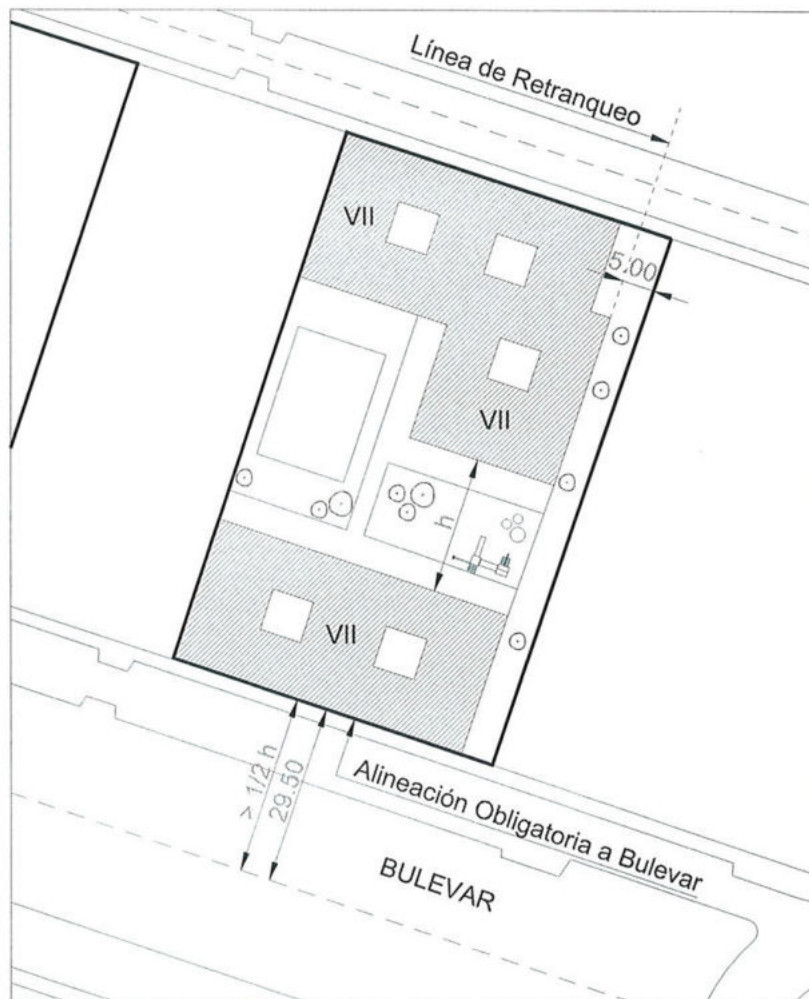 Línea de Retranqueo
VII
5.00
VII
h
VII
> 1/2 h
29.50
Alineación Obligatoria a Bulevar
BULEVAR